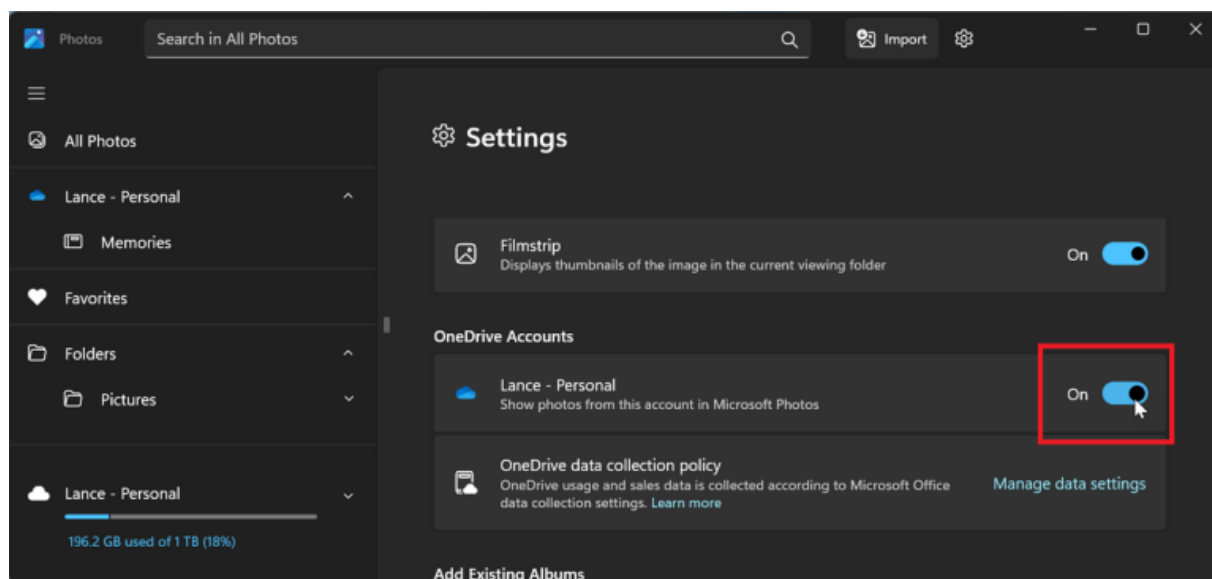 Photos
Search in All Photos
Import
All Photos
Lance - Personal
Memories
Favorites
Folders
Pictures
Lance - Personal
196.2 GB used of 1 TB (18%)
Settings
Filmstrip
Displays thumbnails of the image in the current viewing folder
On
OneDrive Accounts
Lance - Personal
Show photos from this account in Microsoft Photos
On
OneDrive data collection policy
OneDrive usage and sales data is collected according to Microsoft Office
data collection settings. Learn more
Manage data settings
Add Existing Albums